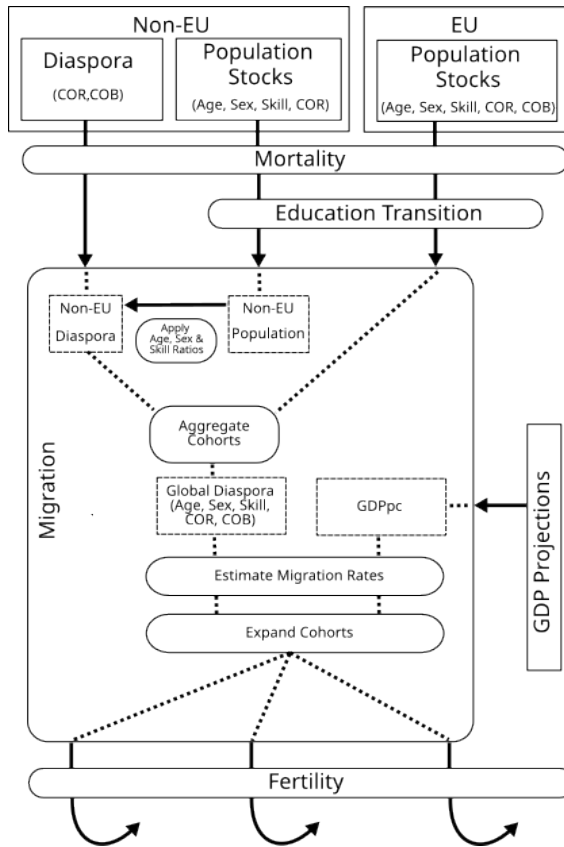 Non-EU
EU
Diaspora
(COR,COB)
Population
Stocks
(Age, Sex, Skill, COR)
Population
Stocks
(Age, Sex, Skill, COR, COB)
Mortality
Education Transition
Non-EU
Diaspora
Apply
Age, Sex &
Skill Ratios
Non-EU
Population
Migration
Aggregate
Cohorts
Global Diaspora
(Age, Sex, Skill,
COR, COB)
GDPpc
GDP Projections
Estimate Migration Rates
Expand Cohorts
Fertility